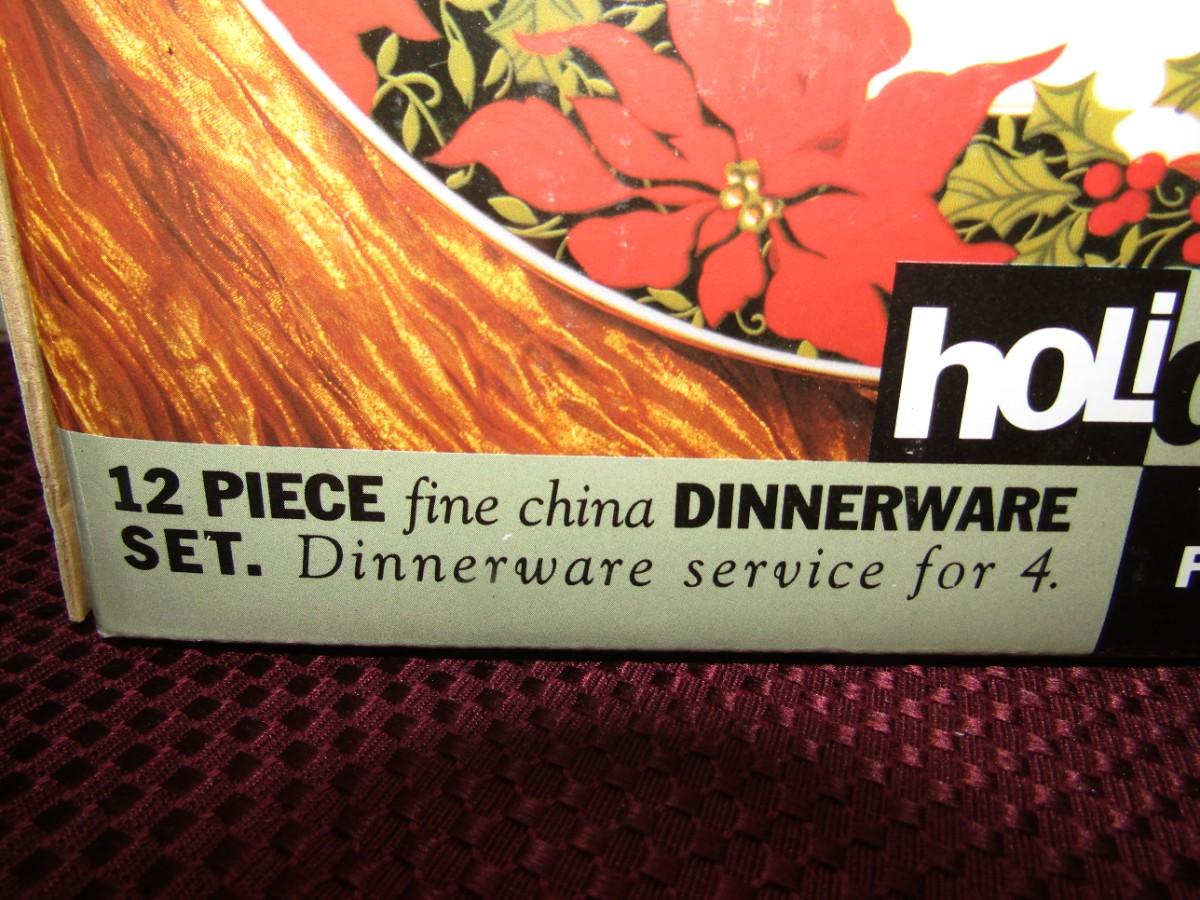 holi
12 PIECE fine china DINNERWARE
SET. Dinnerware service for 4.
F